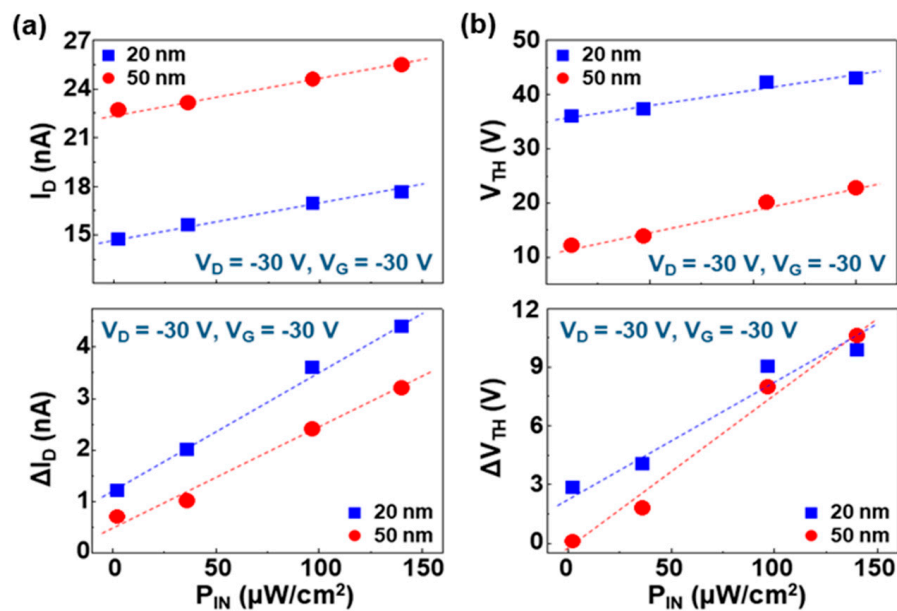 (a)
27
24
21
18
15
I_D (nA)
20 nm
50 nm
V_D = -30 V, V_G = -30 V
(b)
50
40
30
20
10
V_TH (V)
20 nm
50 nm
V_D = -30 V, V_G = -30 V
4
3
2
1
0
ΔI_D (nA)
V_D = -30 V, V_G = -30 V
20 nm
50 nm
0 50 100 150
P_IN (μW/cm²)
12
9
6
3
0
ΔV_TH (V)
V_D = -30 V, V_G = -30 V
20 nm
50 nm
0 50 100 150
P_IN (μW/cm²)